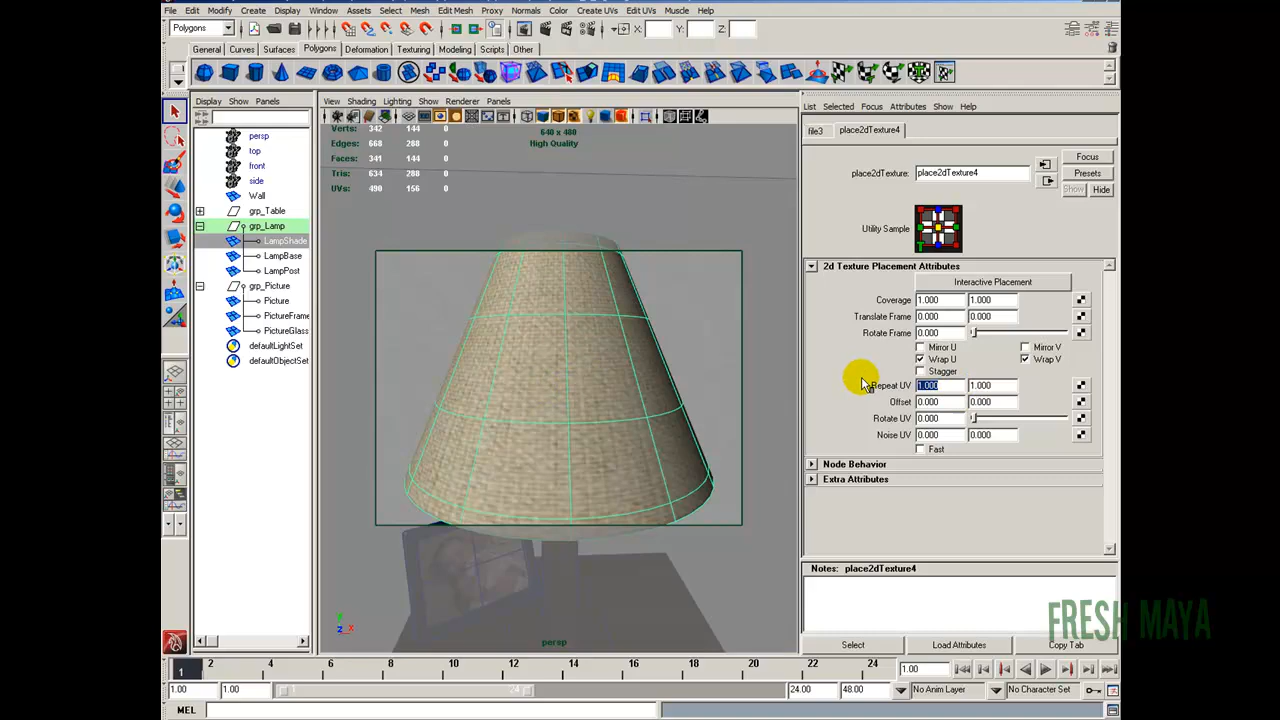 File Edit Modify Create Display Window Assets Select Mesh Edit Mesh Proxy Normals Color Create UVs Edit UVs Muscle Help
Polygons X: Y: Z:
General Curves Surfaces Polygons Deformation Texturing Modeling Scripts Other
Display Show Panels
persp
top
front
side
Wall
grp_Table
grp_Lamp
LampShade
LampBase
LampPost
grp_Picture
Picture
PictureFram
PictureGlass
defaultLightSet
defaultObjectSet
View Shading Lighting Show Renderer Panels
Verts: 342 144 0
Edges: 668 288 0
Faces: 341 144 0
Tris: 634 288 0
UVs: 490 156 0
640 x 480
High Quality
persp
List Selected Focus Attributes Show Help
file3 place2dTexture4
place2dTexture: place2dTexture4
Focus
Presets
Show Hide
Utility Sample
2d Texture Placement Attributes
Interactive Placement
Coverage 1.000 1.000
Translate Frame 0.000 0.000
Rotate Frame 0.000
Mirror U Mirror V
Wrap U Wrap V
Stagger
Repeat UV 1.000 1.000
Offset 0.000 0.000
Rotate UV 0.000
Noise UV 0.000 0.000
Fast
Node Behavior
Extra Attributes
Notes: place2dTexture4
FRESH MAYA
Select Load Attributes Copy Tab
1 2 4 6 8 10 12 14 16 18 20 22 24 1.00
1.00 1.00 24 24.00 48.00 No Anim Layer No Character Set
MEL